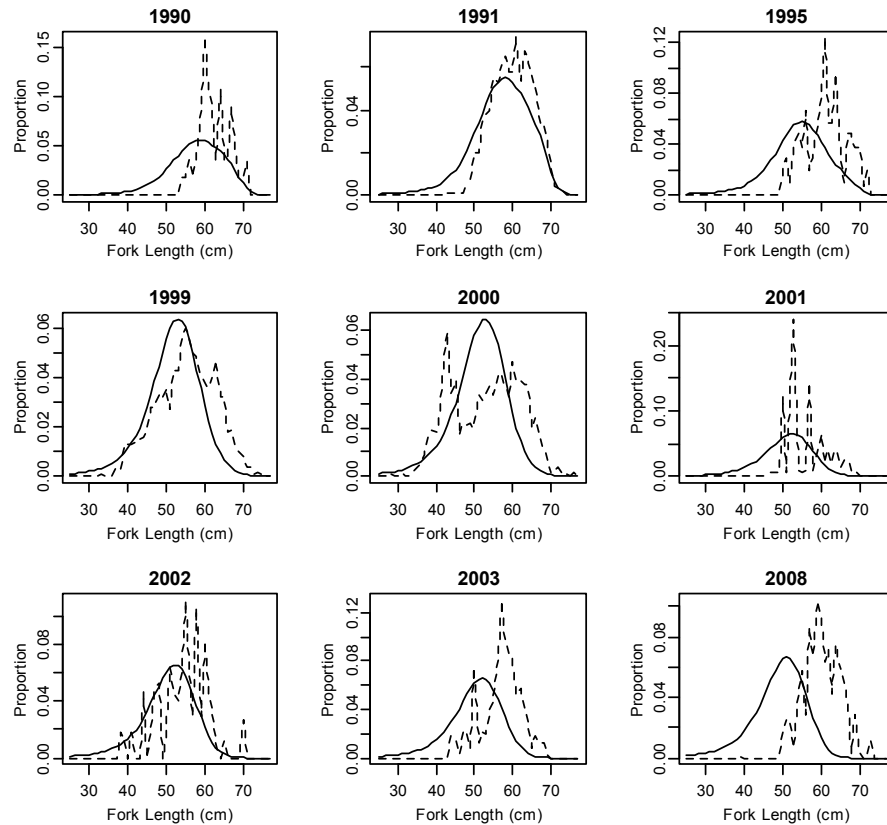 1990 1991 1995
Proportion 0.00 0.05 0.10 0.15
30 40 50 60 70
Fork Length (cm)
Proportion 0.00 0.04
30 40 50 60 70
Fork Length (cm)
Proportion 0.00 0.04 0.08 0.12
30 40 50 60 70
Fork Length (cm)
1999 2000 2001
Proportion 0.00 0.02 0.04 0.06
30 40 50 60 70
Fork Length (cm)
Proportion 0.00 0.02 0.04 0.06
30 40 50 60 70
Fork Length (cm)
Proportion 0.00 0.10 0.20
30 40 50 60 70
Fork Length (cm)
2002 2003 2008
Proportion 0.00 0.04 0.08
30 40 50 60 70
Fork Length (cm)
Proportion 0.00 0.04 0.08 0.12
30 40 50 60 70
Fork Length (cm)
Proportion 0.00 0.04 0.08
30 40 50 60 70
Fork Length (cm)